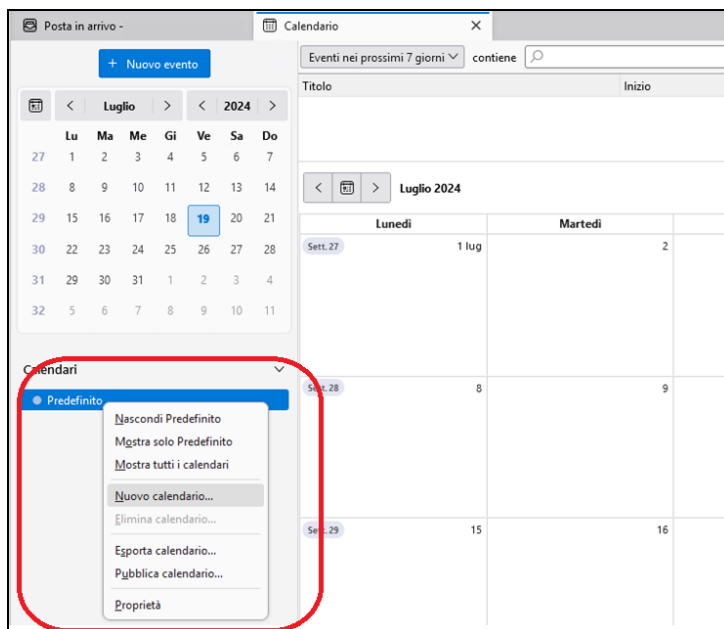 Posta in arrivo -
Calendario
+ Nuovo evento
Eventi nei prossimi 7 giorni contiene
Titolo Inizio
Luglio 2024
Lu Ma Me Gi Ve Sa Do
27 1 2 3 4 5 6 7
28 8 9 10 11 12 13 14
29 15 16 17 18 19 20 21
30 22 23 24 25 26 27 28
31 29 30 31 1 2 3 4
32 5 6 7 8 9 10 11
Luglio 2024
Lunedì Martedì
Sett. 27 1 lug 2
Sett. 28 8 9
Sett. 29 15 16
Calendari
Predefinito
Nascondi Predefinito
Mostra solo Predefinito
Mostra tutti i calendari
Nuovo calendario...
Elimina calendario...
Esporta calendario...
Pubblica calendario...
Proprietà